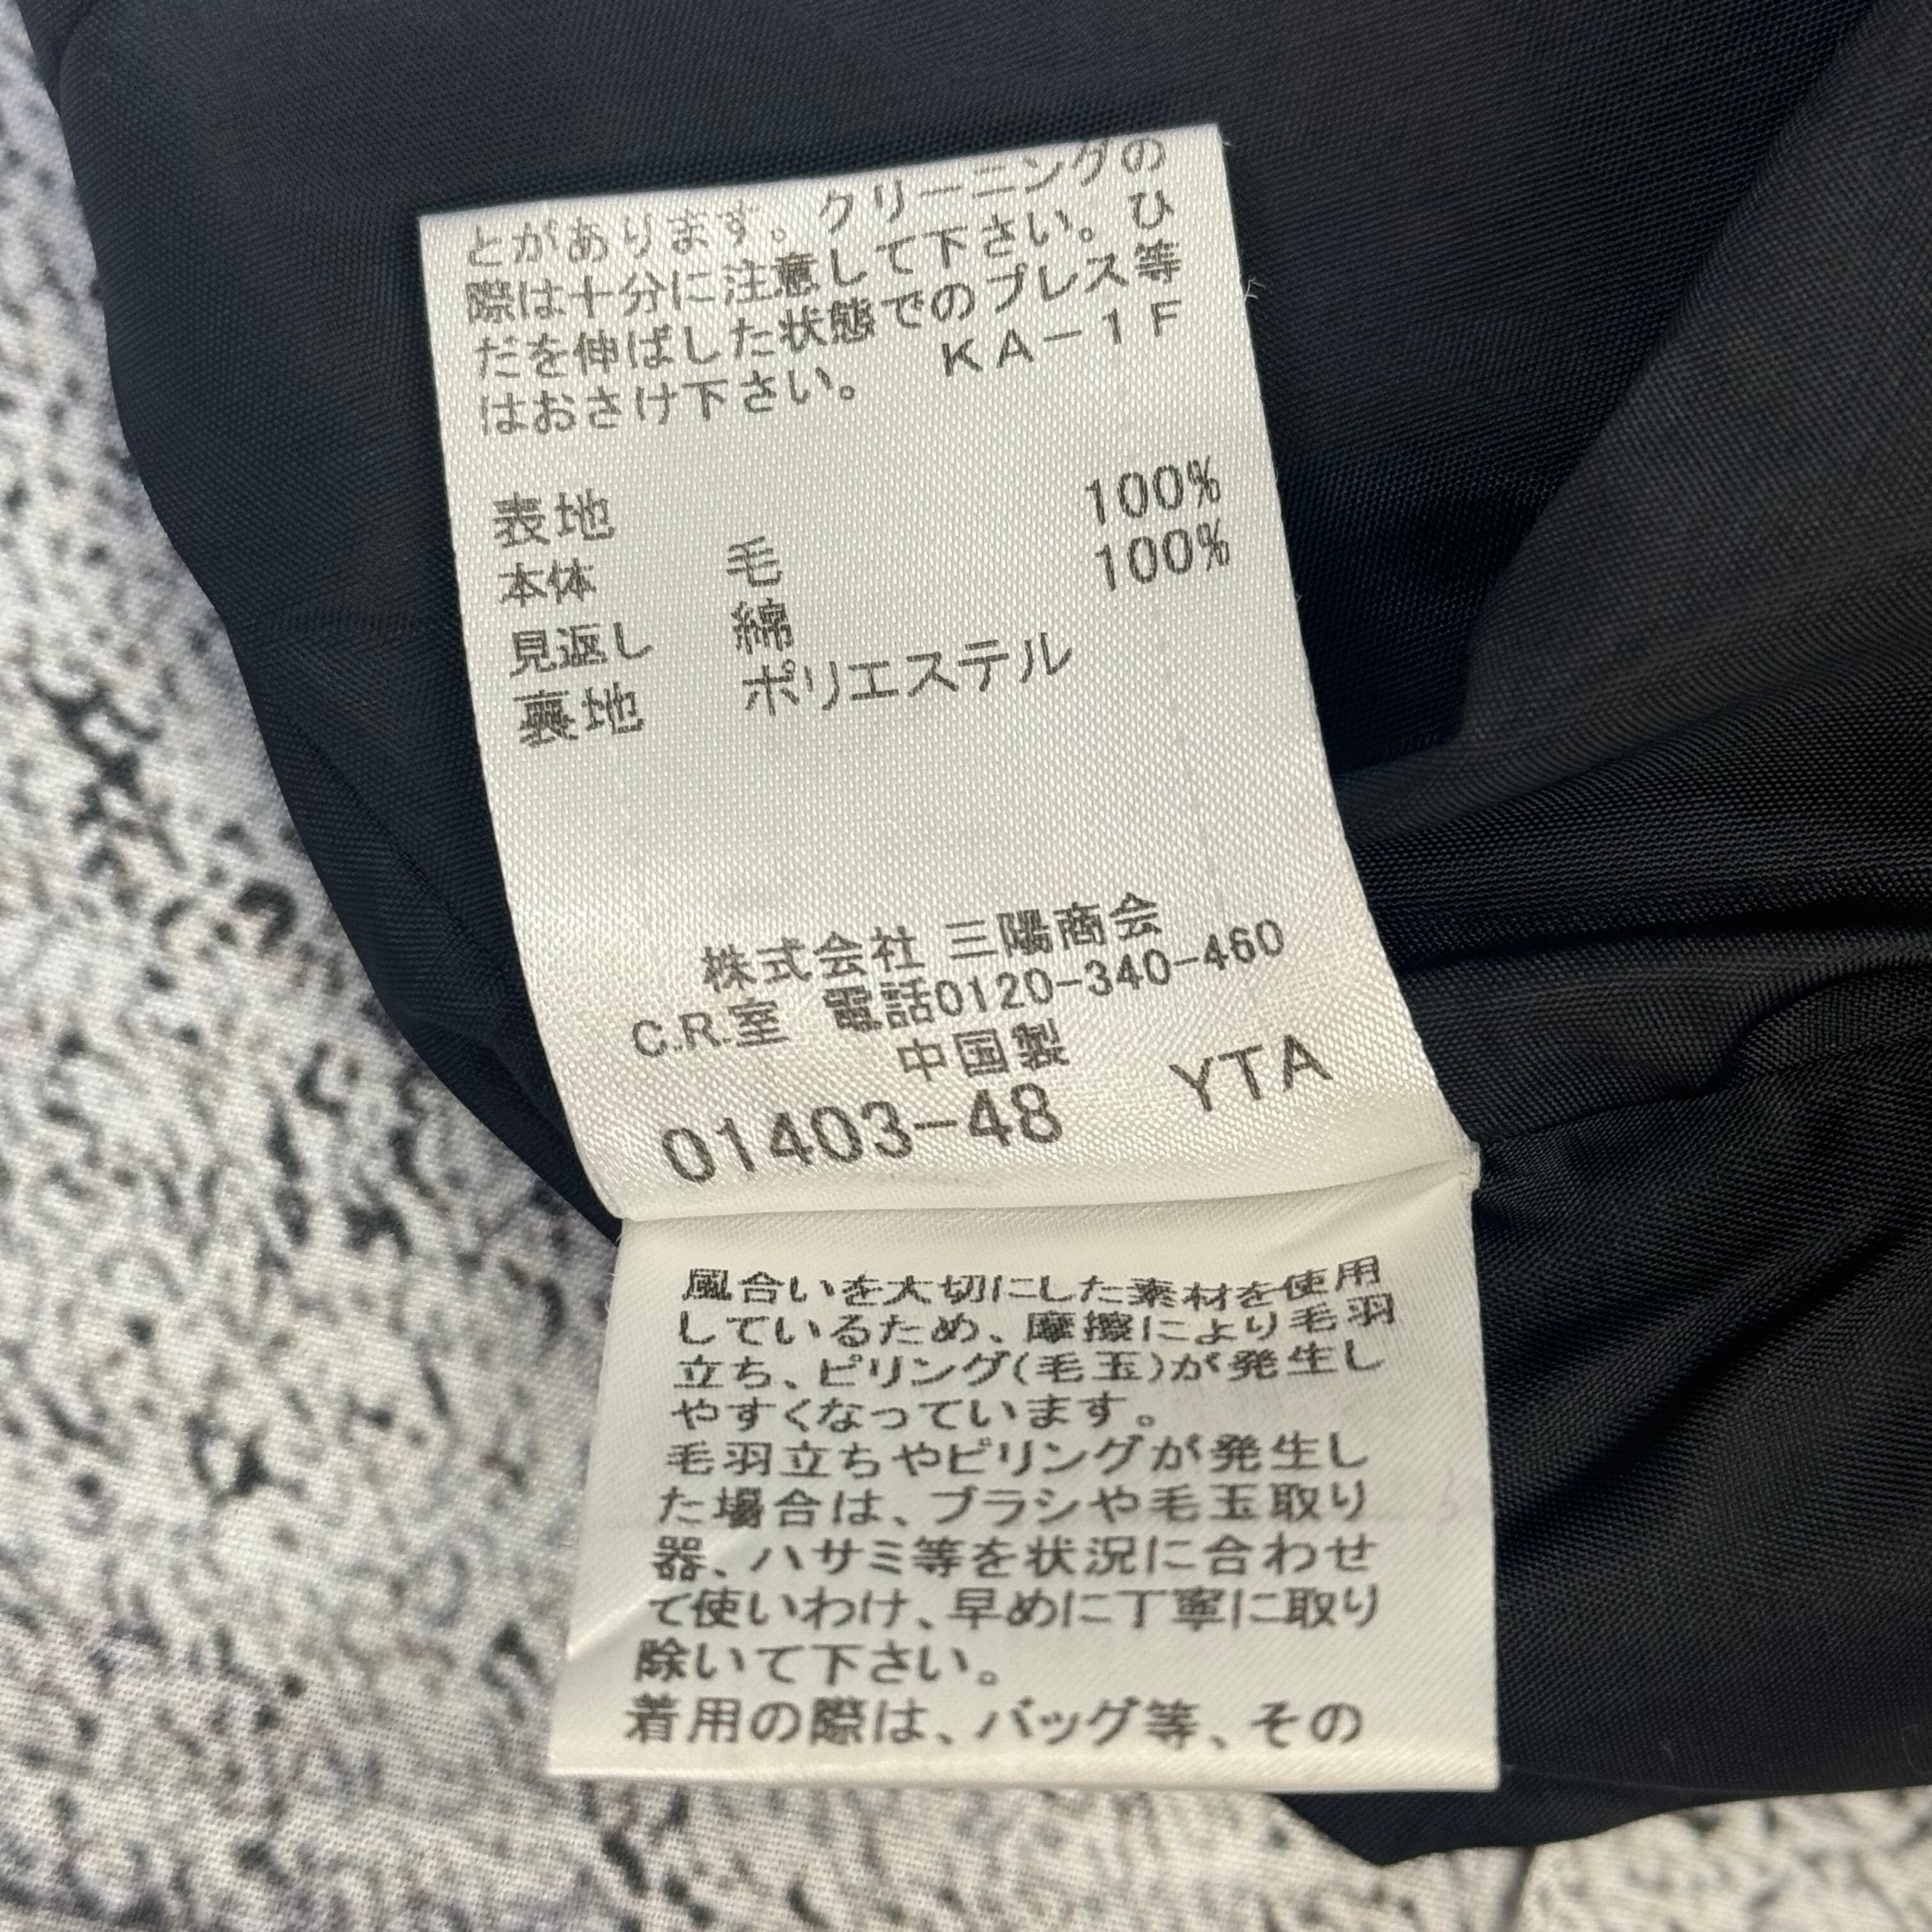 とがあります。クリーニングの
際は十分に注意して下さい。ひ
だを伸ばした状態でのプレス等
はおさけ下さい。 KA-1F
表地
本体 毛 100%
見返し 綿 100%
裏地 ポリエステル
株式会社 三陽商会
C.R.室 電話0120-340-460
中国製
01403-48 YTA
風合いを大切にした素材を使用
しているため、摩擦により毛羽
立ち、ピリング(毛玉)が発生し
やすくなっています。
毛羽立ちやピリングが発生し
た場合は、ブラシや毛玉取り
器、ハサミ等を状況に合わせ
て使いわけ、早めに丁寧に取り
除いて下さい。
着用の際は、バッグ等、その